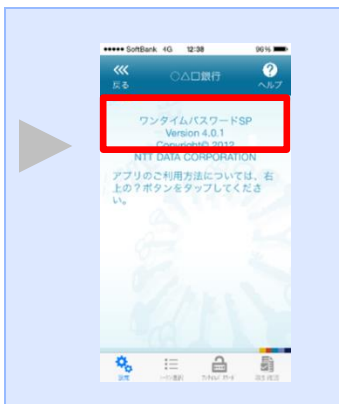 SoftBank 4G 12:38 96%
戻る
○△口銀行
?
ヘルプ
ワンタイムパスワードSP
Version 4.0.1
Copyright© 2012
NTT DATA CORPORATION
アプリのご利用方法については、右
上の？ボタンをタップしてくださ
い。